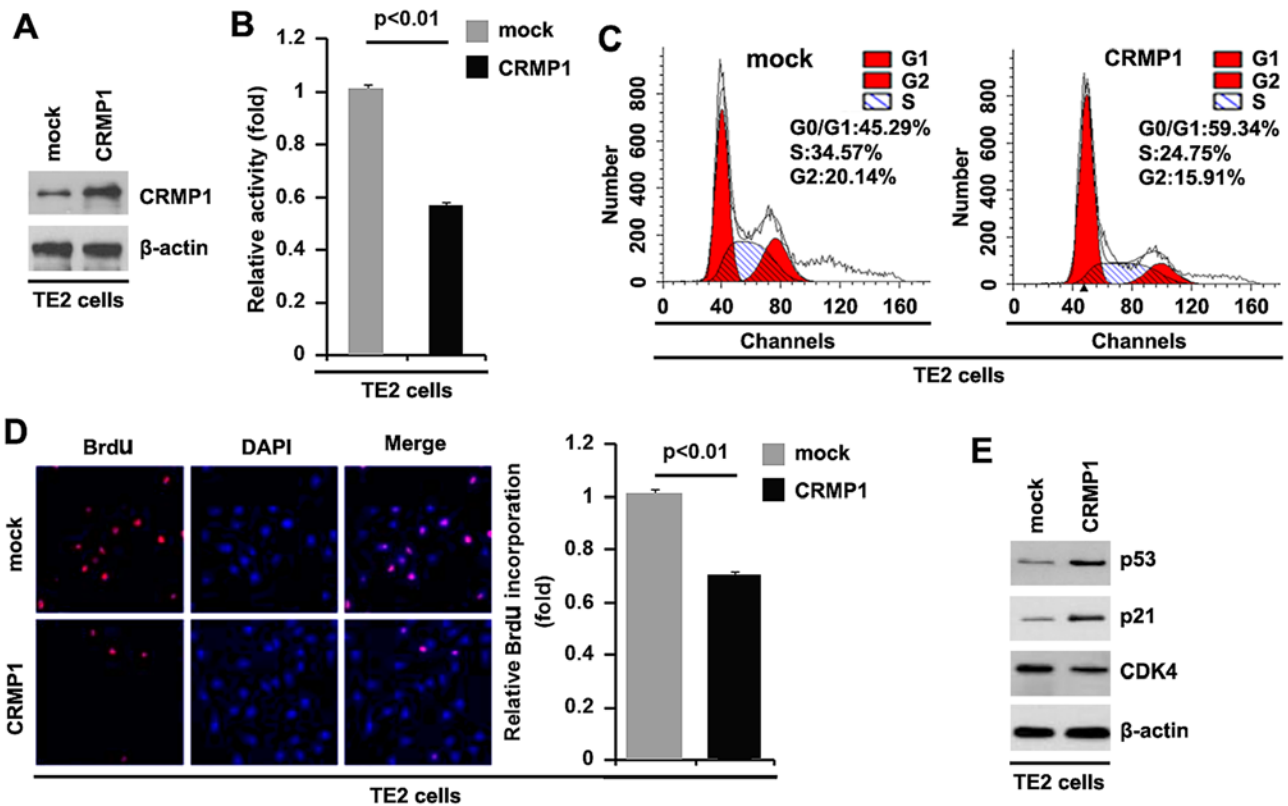 A
mock
CRMP1
CRMP1
β-actin
TE2 cells
B
p<0.01
mock
CRMP1
Relative activity (fold)
1.2
1
0.8
0.6
0.4
0.2
0
TE2 cells
C
mock
G1
G2
S
G0/G1:45.29%
S:34.57%
G2:20.14%
Number
800
600
400
200
0
0 40 80 120 160
Channels
CRMP1
G1
G2
S
G0/G1:59.34%
S:24.75%
G2:15.91%
Number
800
600
400
200
0
0 40 80 120 160
Channels
TE2 cells
D
BrdU DAPI Merge
mock
CRMP1
Relative BrdU incorporation
(fold)
1.2
1
0.8
0.6
0.4
0.2
0
p<0.01
mock
CRMP1
TE2 cells
E
mock
CRMP1
p53
p21
CDK4
β-actin
TE2 cells